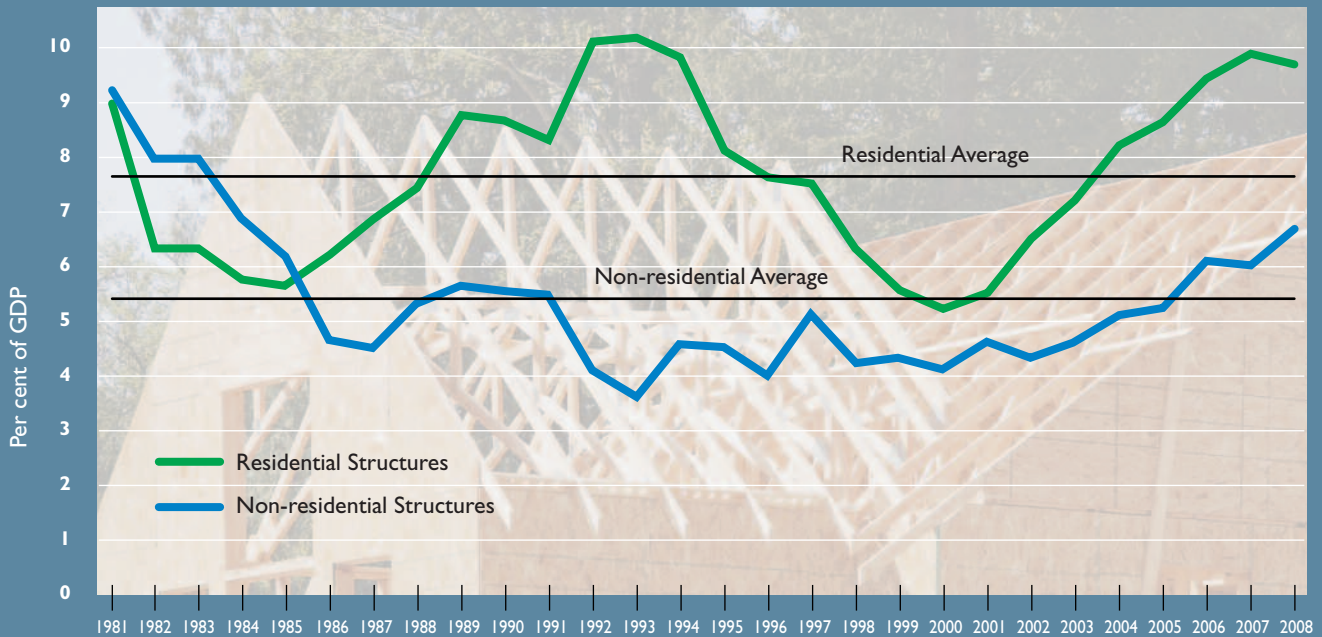 10
9
8
7
6
5
4
3
2
1
0
Per cent of GDP
Residential Average
Non-residential Average
Residential Structures
Non-residential Structures
1981 1982 1983 1984 1985 1986 1987 1988 1989 1990 1991 1992 1993 1994 1995 1996 1997 1998 1999 2000 2001 2002 2003 2004 2005 2006 2007 2008